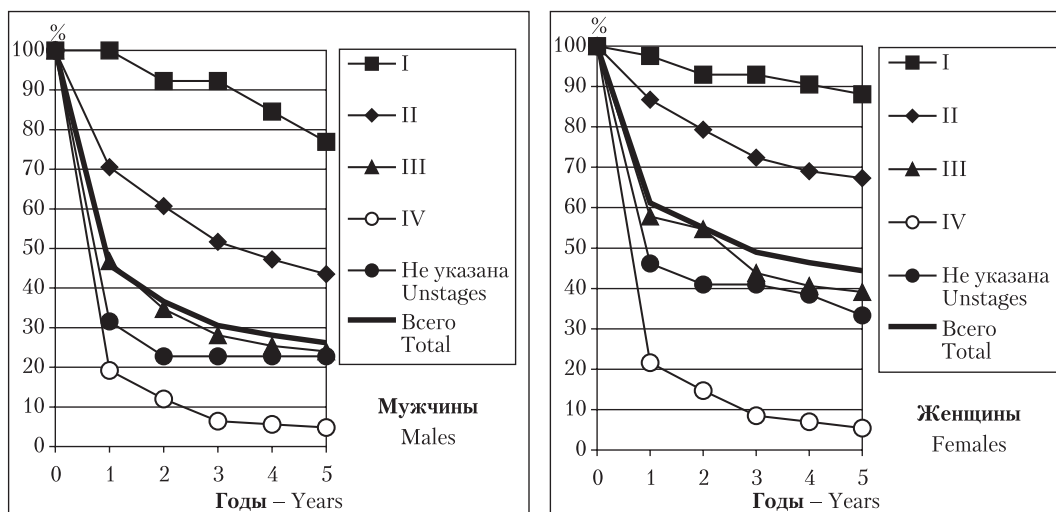 %
100
90
80
70
60
50
40
30
20
10
0
0 1 2 3 4 5
Годы – Years
I
II
III
IV
Не указана
Unstages
Всего
Total
Мужчины
Males
%
100
90
80
70
60
50
40
30
20
10
0
0 1 2 3 4 5
Годы – Years
I
II
III
IV
Не указана
Unstages
Всего
Total
Женщины
Females